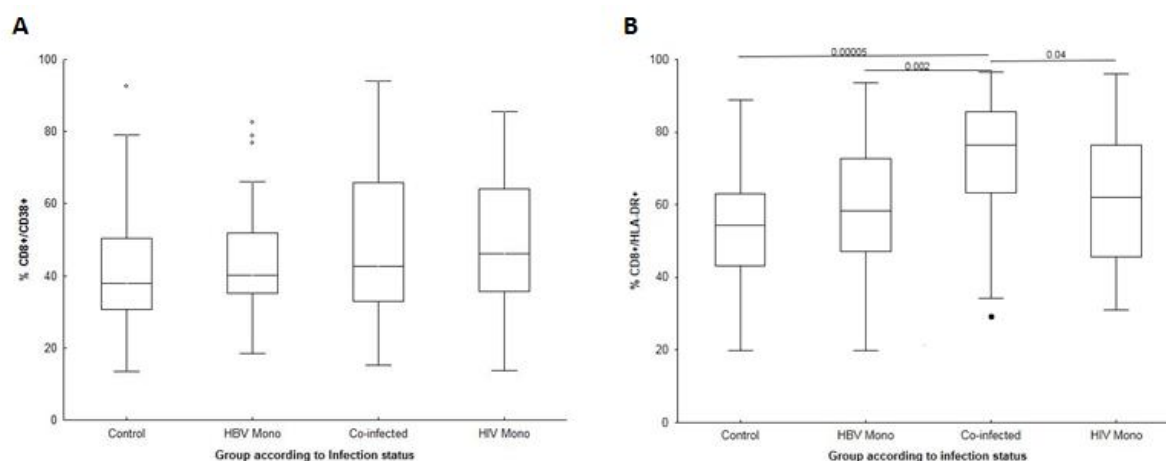 A
100
80
60
40
20
0
% CD8+/CD38+
Control HBV Mono Co-infected HIV Mono
Group according to Infection status
B
0.00005 0.04
0.002
100
80
60
40
20
0
% CD8+/HLA-DR+
Control HBV Mono Co-infected HIV Mono
Group according to infection status